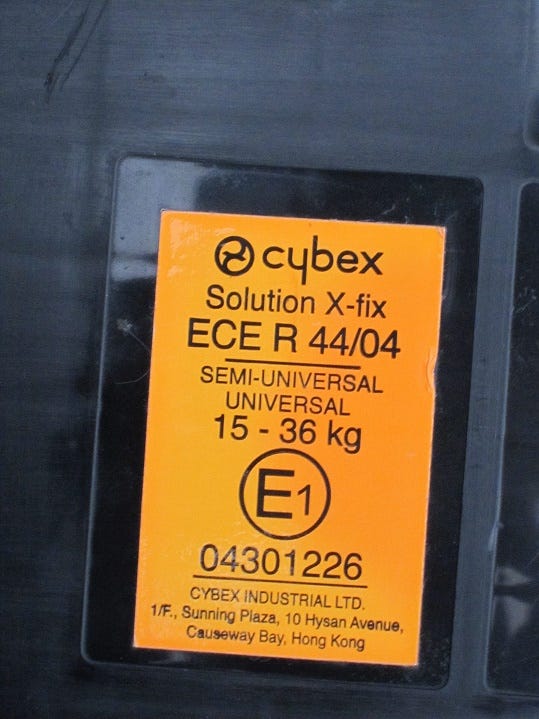 cybex
Solution X-fix
ECE R 44/04
SEMI-UNIVERSAL
UNIVERSAL
15 - 36 kg
E1
04301226
CYBEX INDUSTRIAL LTD.
1/F., Sunning Plaza, 10 Hysan Avenue,
Causeway Bay, Hong Kong